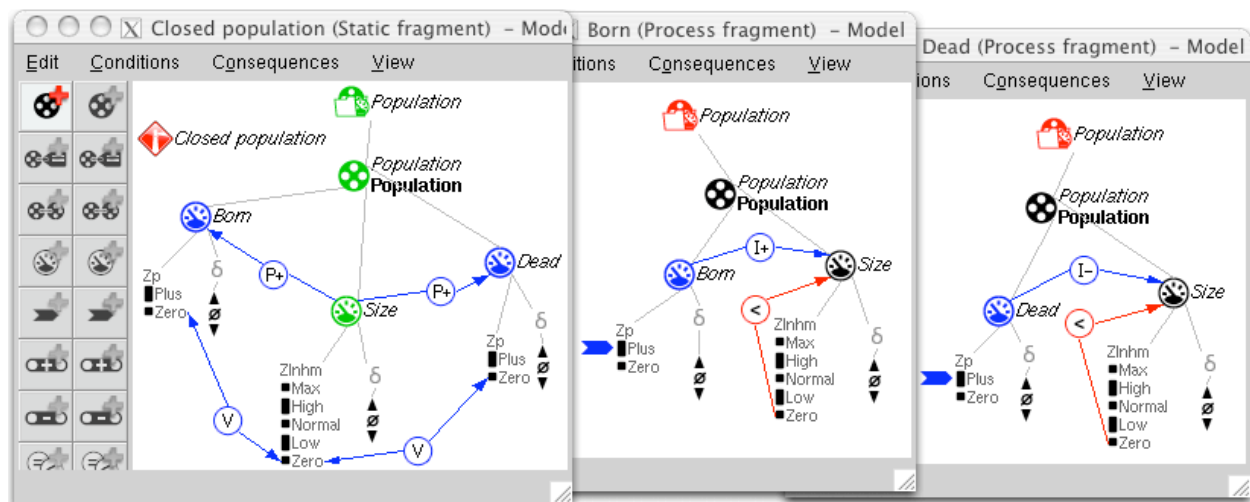 X Closed population (Static fragment) – Mode
Edit Conditions Consequences View
Population
Closed population
Population
Population
Born
Dead
Size
P+
P+
Zp
Plus
Zero
δ
ø
Zp
Plus
Zero
δ
ø
Zlnhm
Max
High
Normal
Low
Zero
δ
ø
V
V
Born (Process fragment) – Model
itions Consequences View
Population
Population
Population
I+
Born
Size
<
Zp
Plus
Zero
δ
ø
Zlnhm
Max
High
Normal
Low
Zero
δ
ø
Dead (Process fragment) – Model
ions Consequences View
Population
Population
Population
I–
Dead
Size
<
Zp
Plus
Zero
δ
ø
Zlnhm
Max
High
Normal
Low
Zero
δ
ø